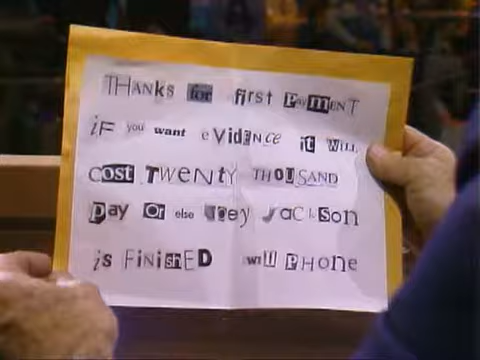 THANKS for first PAYMENT
iF you want eVidENCE it WILL
COST TWENTY THOUSAND
Pay Or else Trey JaCkSon
is FiniSHED will PHOne